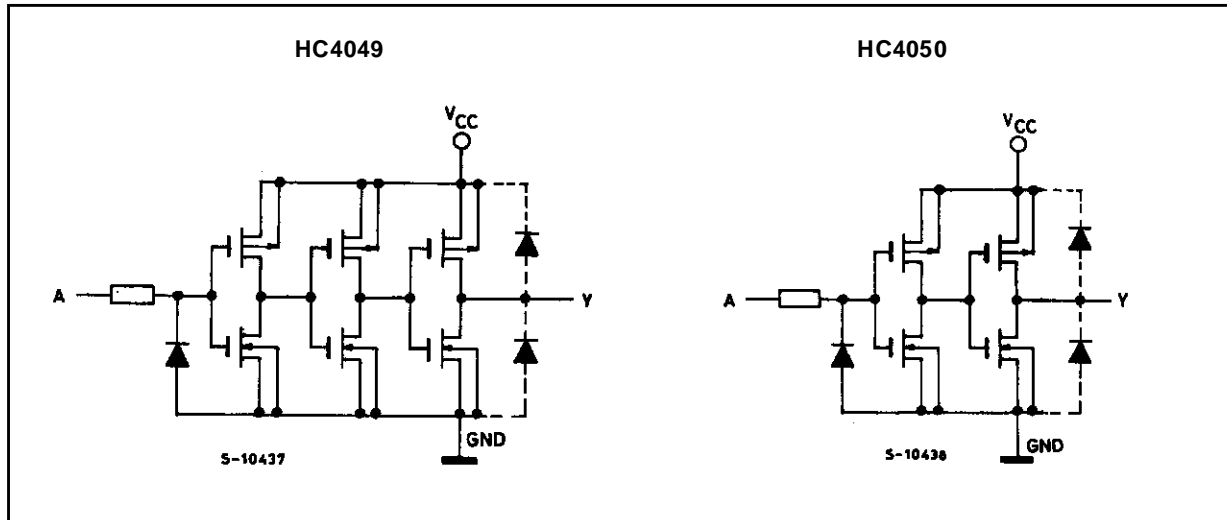 HC4049
HC4050
VCC
VCC
A
Y
A
Y
GND
GND
S-10437
S-10438